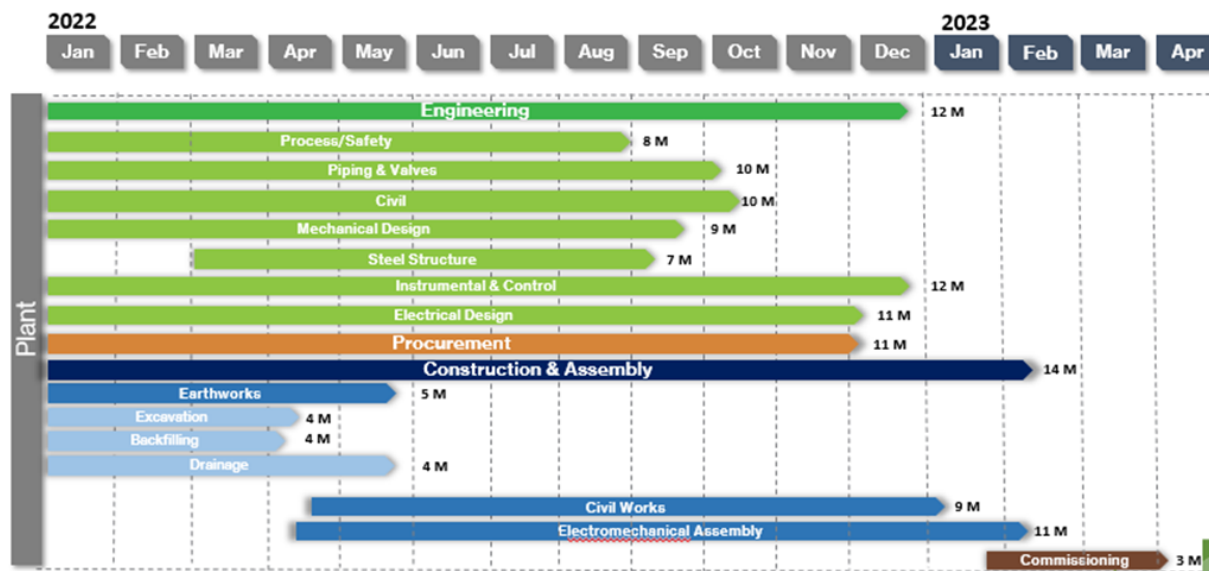 2022 2023
Jan Feb Mar Apr May Jun Jul Aug Sep Oct Nov Dec Jan Feb Mar Apr
Plant
Engineering 12 M
Process/Safety 8 M
Piping & Valves 10 M
Civil 10 M
Mechanical Design 9 M
Steel Structure 7 M
Instrumental & Control 12 M
Electrical Design 11 M
Procurement 11 M
Construction & Assembly 14 M
Earthworks 5 M
Excavation 4 M
Backfilling 4 M
Drainage 4 M
Civil Works 9 M
Electromechanical Assembly 11 M
Commissioning 3 M